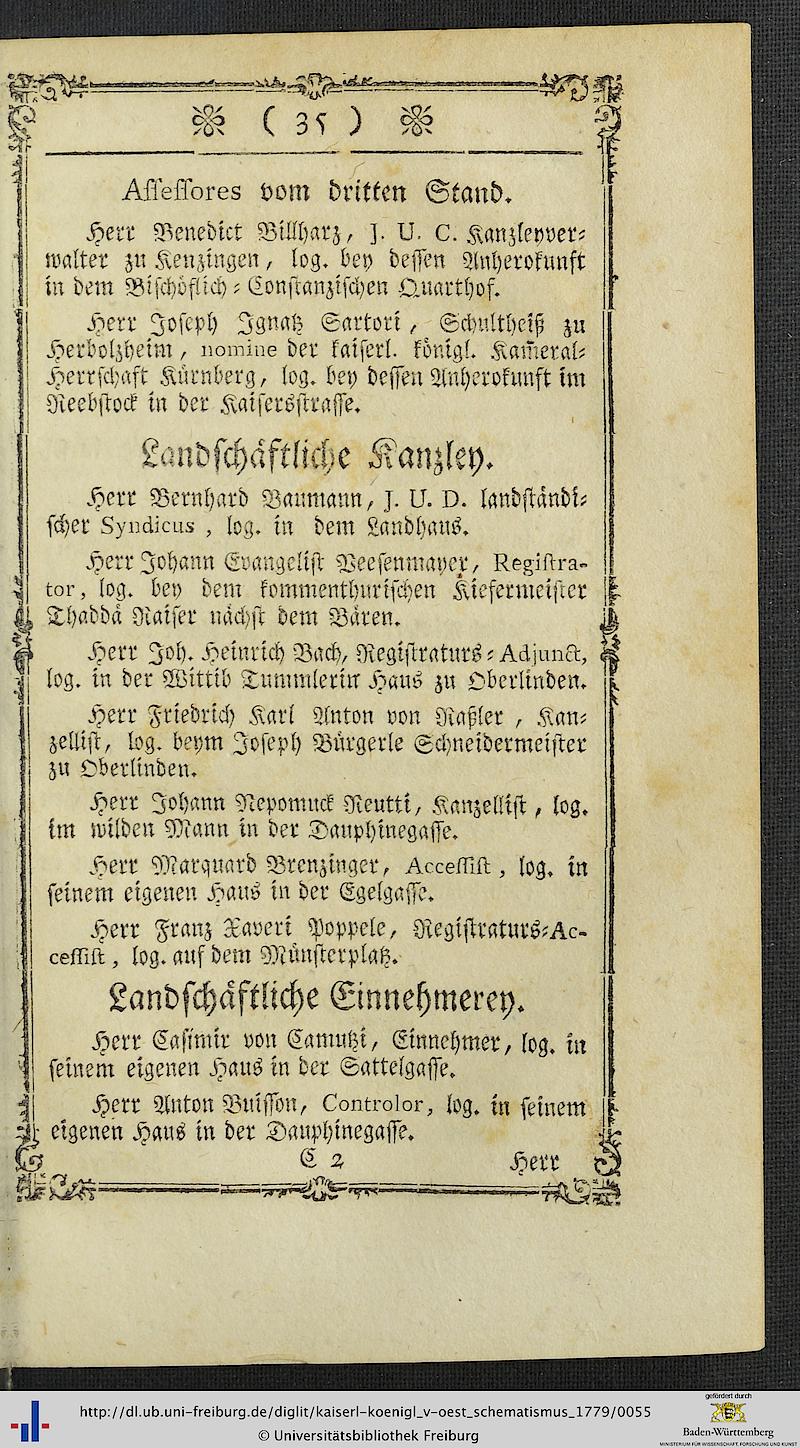 ( 35 )
Aſſeſſores vom dritten Stand.
Herr Benedict Billharz, J. U. C. Kanzleyver⸗
walter zu Kenzingen, log. bey deſſen Anherokunft
in dem Biſchöflich⸗Conſtanziſchen Quarthof.
Herr Joſeph Ignatz Sartori, Schultheiß zu
Herbolzheim, nomine der kaiſerl. königl. Kam̄eral⸗
Herrſchaft Kürnberg, log. bey deſſen Anherokunft im
Reebſtock in der Kaiſersſtraſſe.
Landſchäftliche Kanzley.
Herr Bernhard Baumann, J. U. D. landſtändi⸗
ſcher Syndicus, log. in dem Landhaus.
Herr Johann Evangeliſt Veeſenmayer, Regiſtra-
tor, log. bey dem kommenthuriſchen Kiefermeiſter
Thaddä Raiſer nächſt dem Bären.
Herr Joh. Heinrich Bach, Regiſtraturs⸗Adjunct,
log. in der Wittib Tummlerin Haus zu Oberlinden.
Herr Friedrich Karl Anton von Raßler, Kan⸗
zelliſt, log. beym Joſeph Bürgerle Schneidermeiſter
zu Oberlinden.
Herr Johann Nepomuck Reutti, Kanzelliſt, log.
im wilden Mann in der Dauphinegaſſe.
Herr Marquard Brenzinger, Acceſſiſt, log. in
ſeinem eigenen Haus in der Egelgaſſe.
Herr Franz Xaveri Poppele, Regiſtraturs⸗Ac-
ceſſiſt, log. auf dem Münſterplatz.
Landſchäftliche Einnehmerey.
Herr Caſimir von Camutzi, Einnehmer, log. in
ſeinem eigenen Haus in der Sattelgaſſe.
Herr Anton Buiſſon, Controlor, log. in ſeinem
eigenen Haus in der Dauphinegaſſe.
C 2 Herr
http://dl.ub.uni-freiburg.de/diglit/kaiserl-koenigl_v-oest_schematismus_1779/0055
© Universitätsbibliothek Freiburg
gefördert durch
Baden-Württemberg
MINISTERIUM FÜR WISSENSCHAFT, FORSCHUNG UND KUNST